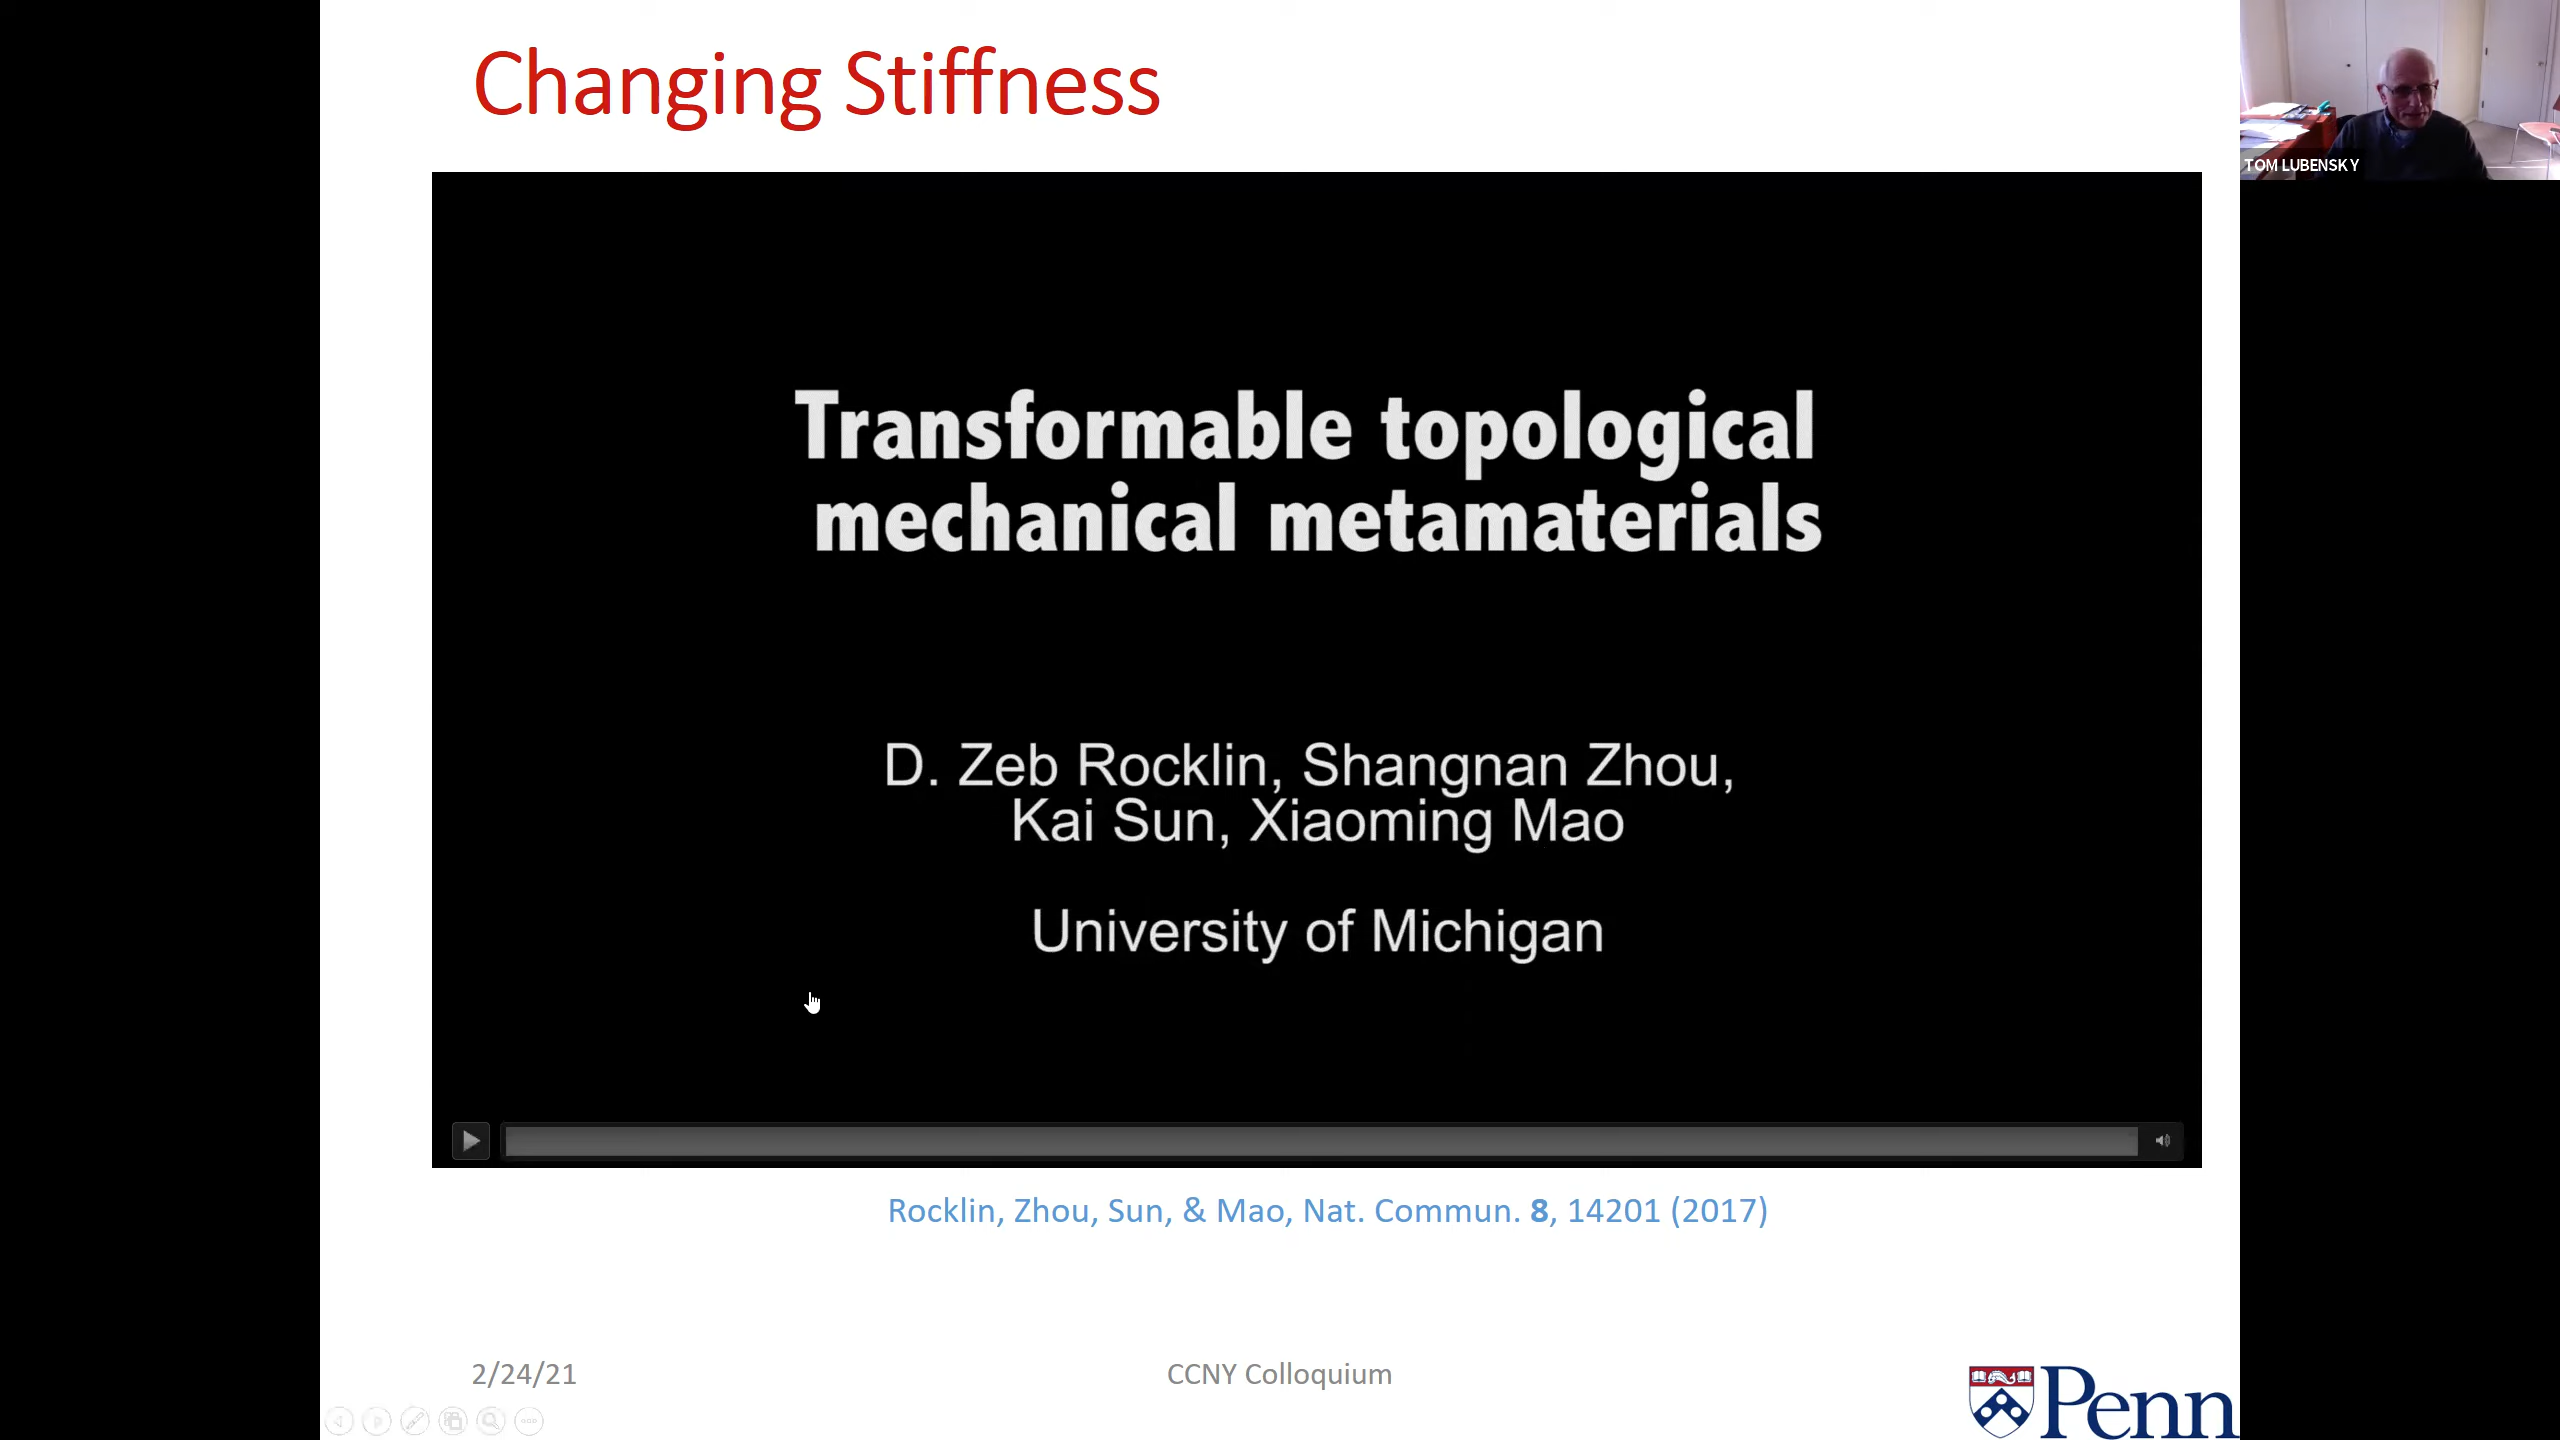 Changing Stiffness
TOM LUBENSKY
Transformable topological
mechanical metamaterials
D. Zeb Rocklin, Shangnan Zhou,
Kai Sun, Xiaoming Mao
University of Michigan
Rocklin, Zhou, Sun, & Mao, Nat. Commun. 8, 14201 (2017)
2/24/21
CCNY Colloquium
Penn